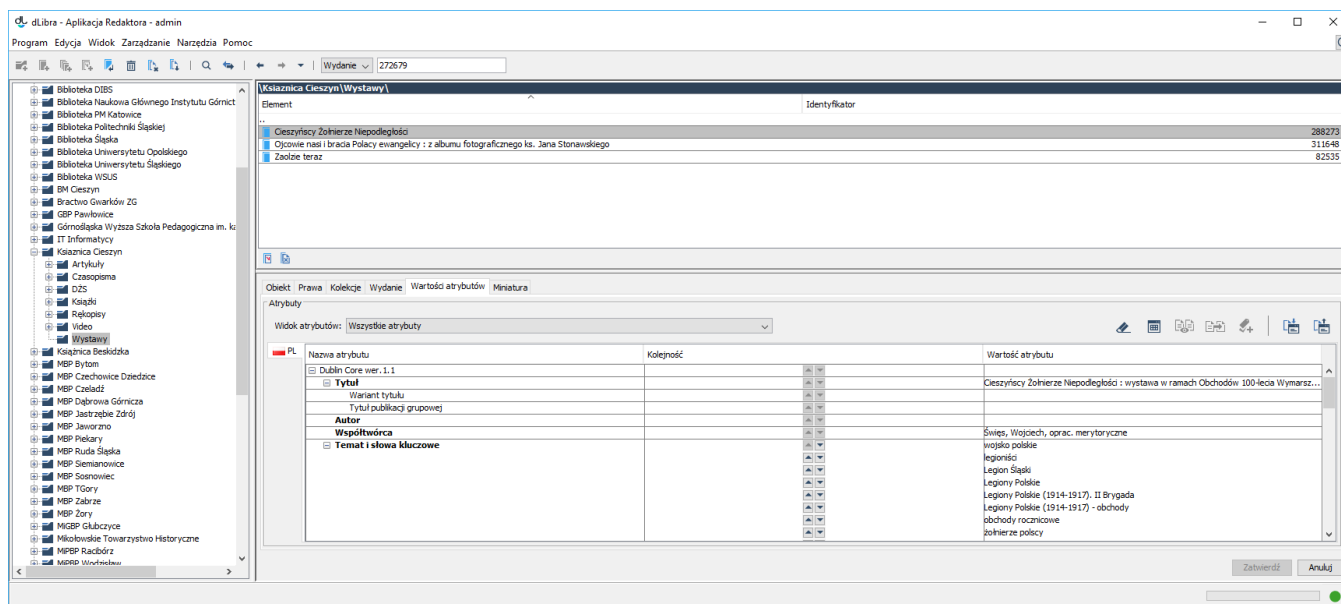 dLibra - Aplikacja Redaktora - admin
Program Edycja Widok Zarządzanie Narzędzia Pomoc
Wydanie 272679
Biblioteka DIBS
Biblioteka Naukowa Głównego Instytutu Górnict
Biblioteka PM Katowice
Biblioteka Politechniki Śląskiej
Biblioteka Śląska
Biblioteka Uniwersytetu Opolskiego
Biblioteka Uniwersytetu Śląskiego
Biblioteka WSUS
BM Cieszyn
Bractwo Gwarków ZG
GBP Pawłowice
Górnośląska Wyższa Szkoła Pedagogiczna im. ka
IT Informatycy
Ksiaznica Cieszyn
Artykuły
Czasopisma
DŻS
Książki
Rękopisy
Video
Wystawy
Książnica Beskidzka
MBP Bytom
MBP Czechowice Dziedzice
MBP Czeladź
MBP Dąbrowa Górnicza
MBP Jastrzębie Zdrój
MBP Jaworzno
MBP Piekary
MBP Ruda Śląska
MBP Siemianowice
MBP Sosnowiec
MBP TGory
MBP Zabrze
MBP Żory
MiGBP Głubczyce
Mikołowskie Towarzystwo Historyczne
MiPBP Racibórz
MiPBP Wodzisław
\Ksiaznica Cieszyn\Wystawy\
Element Identyfikator
..
Cieszyńscy Żołnierze Niepodległości 288273
Ojcowie nasi i bracia Polacy ewangelicy : z albumu fotograficznego ks. Jana Stonawskiego 311648
Zaolzie teraz 82535
Obiekt Prawa Kolekcje Wydanie Wartości atrybutów Miniatura
Atrybuty
Widok atrybutów: Wszystkie atrybuty
PL
Nazwa atrybutu Kolejność Wartość atrybutu
Dublin Core wer.1.1
Tytuł Cieszyńscy Żołnierze Niepodległości : wystawa w ramach Obchodów 100-lecia Wymarsz...
Wariant tytułu
Tytuł publikacji grupowej
Autor
Współtwórca Święs, Wojciech, oprac. merytoryczne
Temat i słowa kluczowe wojsko polskie
legioniści
Legion Śląski
Legiony Polskie
Legiony Polskie (1914-1917). II Brygada
Legiony Polskie (1914-1917) - obchody
obchody rocznicowe
żołnierze polscy
Zatwierdź Anuluj